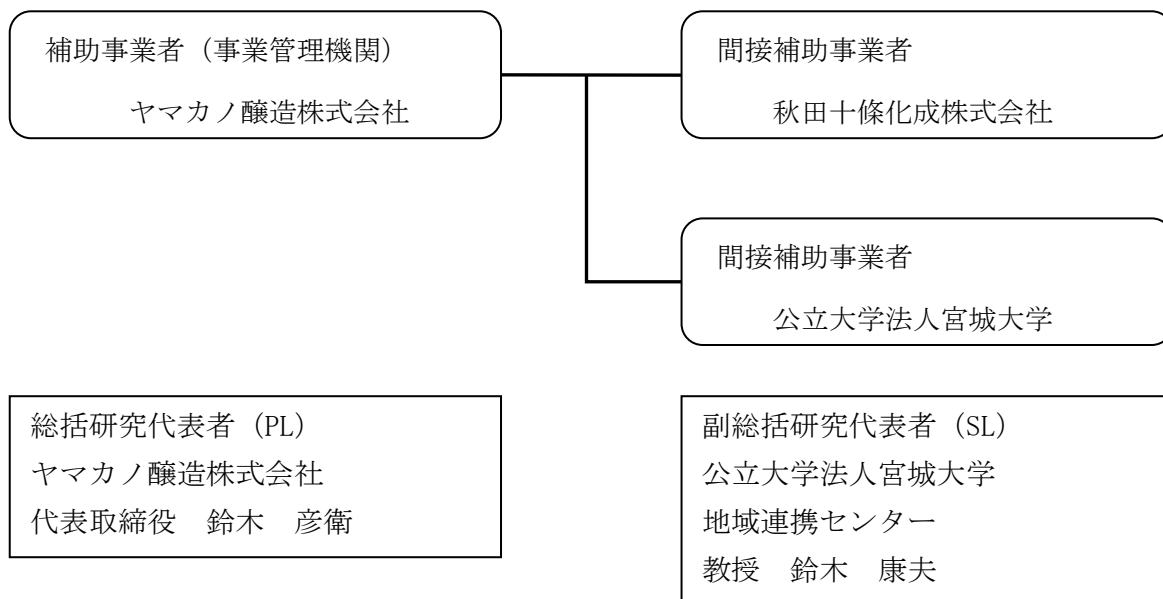 補助事業者（事業管理機関）
ヤマカノ醸造株式会社
間接補助事業者
秋田十條化成株式会社
間接補助事業者
公立大学法人宮城大学
総括研究代表者（PL）
ヤマカノ醸造株式会社
代表取締役　鈴木　彦衛
副総括研究代表者（SL）
公立大学法人宮城大学
地域連携センター
教授　鈴木　康夫